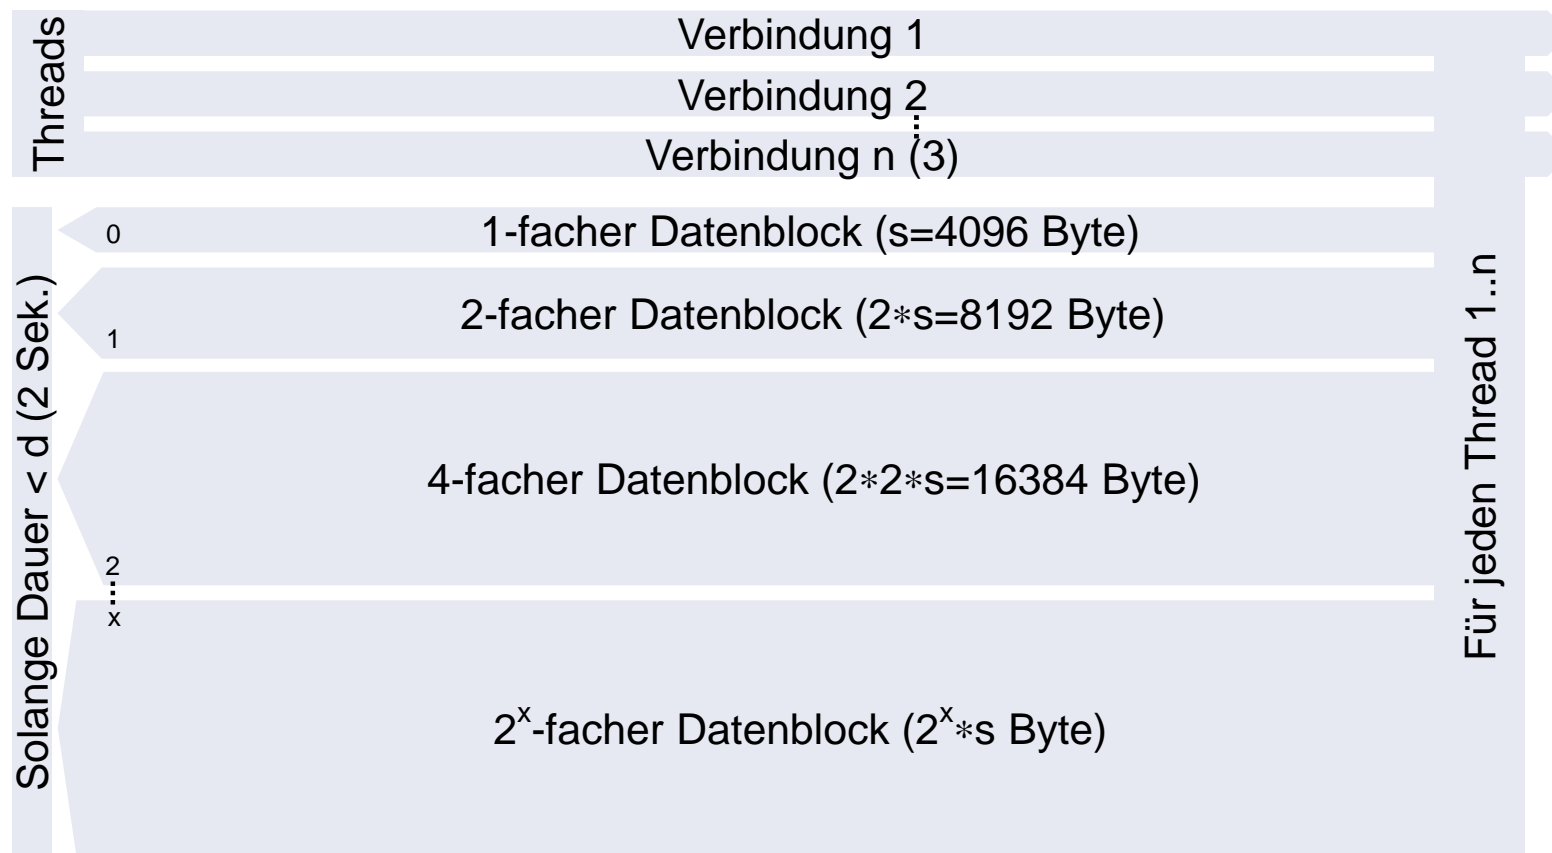 Threads
Verbindung 1
Verbindung 2
Verbindung n (3)
Solange Dauer < d (2 Sek.)
0
1-facher Datenblock (s=4096 Byte)
1
2-facher Datenblock (2*s=8192 Byte)
2
4-facher Datenblock (2*2*s=16384 Byte)
x
2ˣ-facher Datenblock (2ˣ*s Byte)
Für jeden Thread 1..n